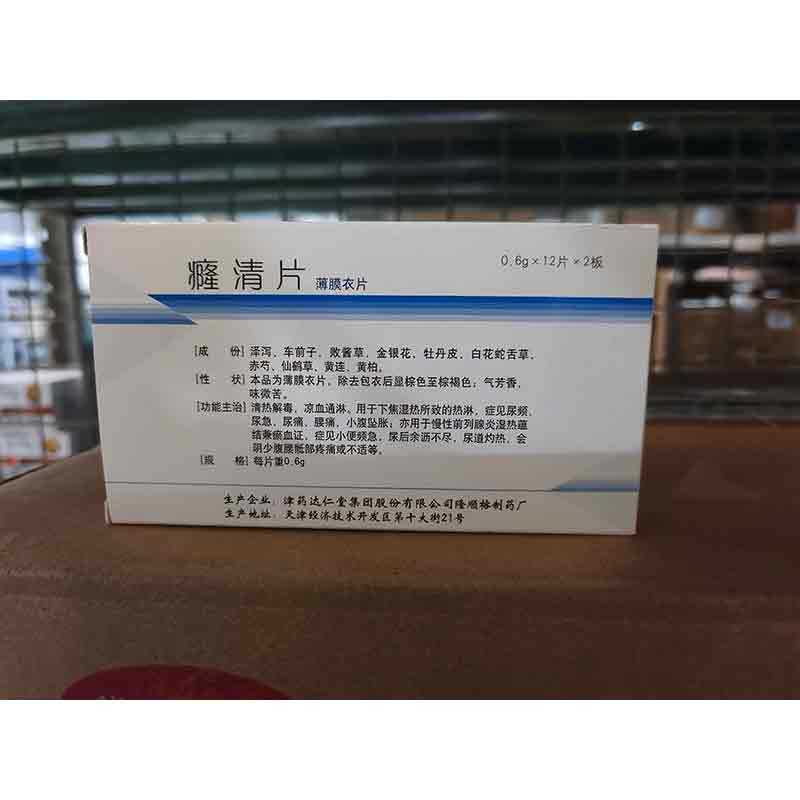 癃清片 薄膜衣片 0.6g×12片×2板
[成 份] 泽泻、车前子、败酱草、金银花、牡丹皮、白花蛇舌草、
赤芍、仙鹤草、黄连、黄柏。
[性 状] 本品为薄膜衣片，除去包衣后显棕色至棕褐色；气芳香，
味微苦。
[功能主治] 清热解毒，凉血通淋。用于下焦湿热所致的热淋，症见尿频、
尿急、尿痛、腰痛、小腹坠胀；亦用于慢性前列腺炎湿热蕴
结兼瘀血证，症见小便频急，尿后余沥不尽，尿道灼热，会
阴少腹腰骶部疼痛或不适等。
[规 格] 每片重0.6g
生产企业：津药达仁堂集团股份有限公司隆顺榕制药厂
生产地址：天津经济技术开发区第十大街21号